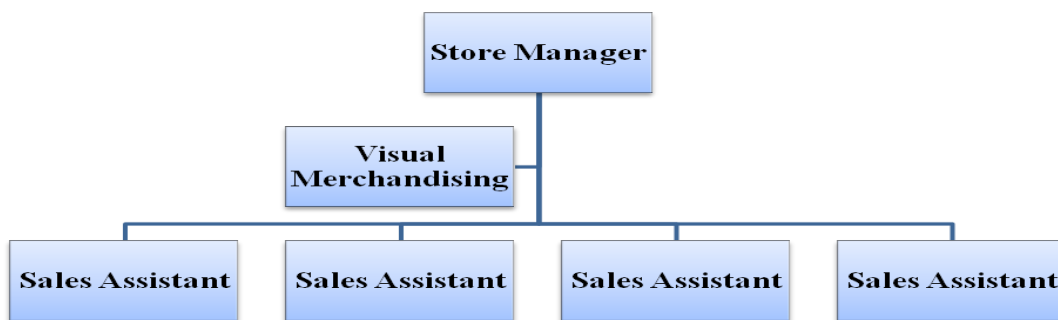 Store Manager
Visual
Merchandising
Sales Assistant
Sales Assistant
Sales Assistant
Sales Assistant